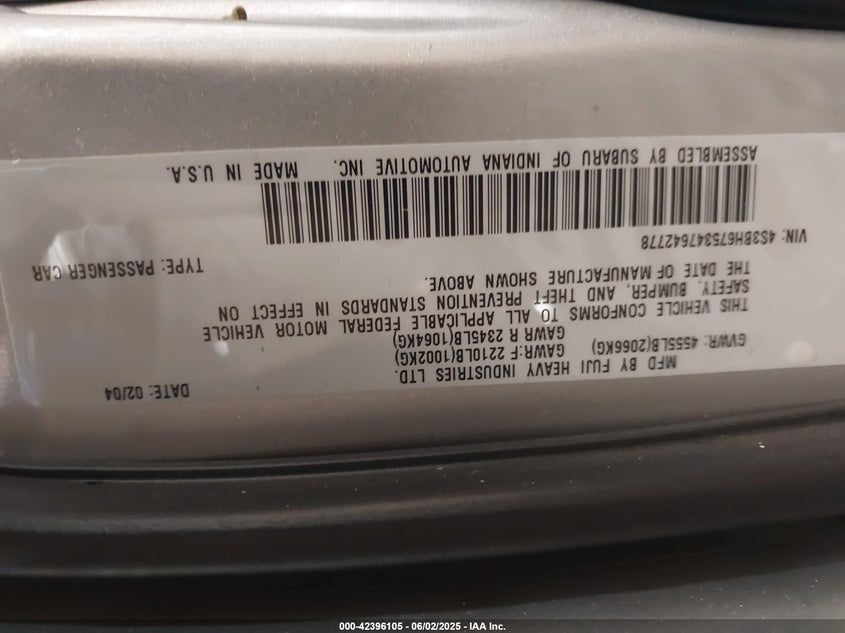 MFD BY FUJI HEAVY INDUSTRIES LTD. DATE: 02/04
GVWR: 4555LB(2066KG) GAWR:F 2210LB(1002KG)
GAWR R 2345LB(1064KG)
THIS VEHICLE CONFORMS TO ALL APPLICABLE FEDERAL MOTOR VEHICLE
SAFETY, BUMPER, AND THEFT PREVENTION STANDARDS IN EFFECT ON
THE DATE OF MANUFACTURE SHOWN ABOVE.
VIN: 4S3BH675347642778 TYPE: PASSENGER CAR
ASSEMBLED BY SUBARU OF INDIANA AUTOMOTIVE INC. MADE IN U.S.A.
000-42396105 - 06/02/2025 - IAA Inc.